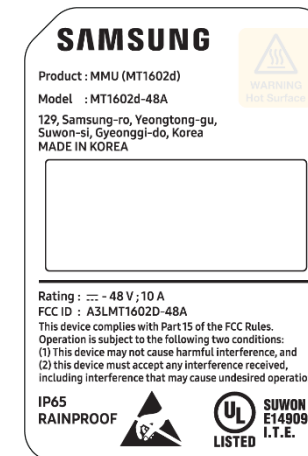 SAMSUNG
WARNING
Hot Surface
Product : MMU (MT1602d)
Model : MT1602d-48A
129, Samsung-ro, Yeongtong-gu,
Suwon-si, Gyeonggi-do, Korea
MADE IN KOREA
Rating : ⎓ - 48 V ; 10 A
FCC ID : A3LMT1602D-48A
This device complies with Part 15 of the FCC Rules.
Operation is subject to the following two conditions:
(1) This device may not cause harmful interference, and
(2) this device must accept any interference received,
including interference that may cause undesired operatio
IP65
RAINPROOF
UL
LISTED
SUWON
E14909
I.T.E.